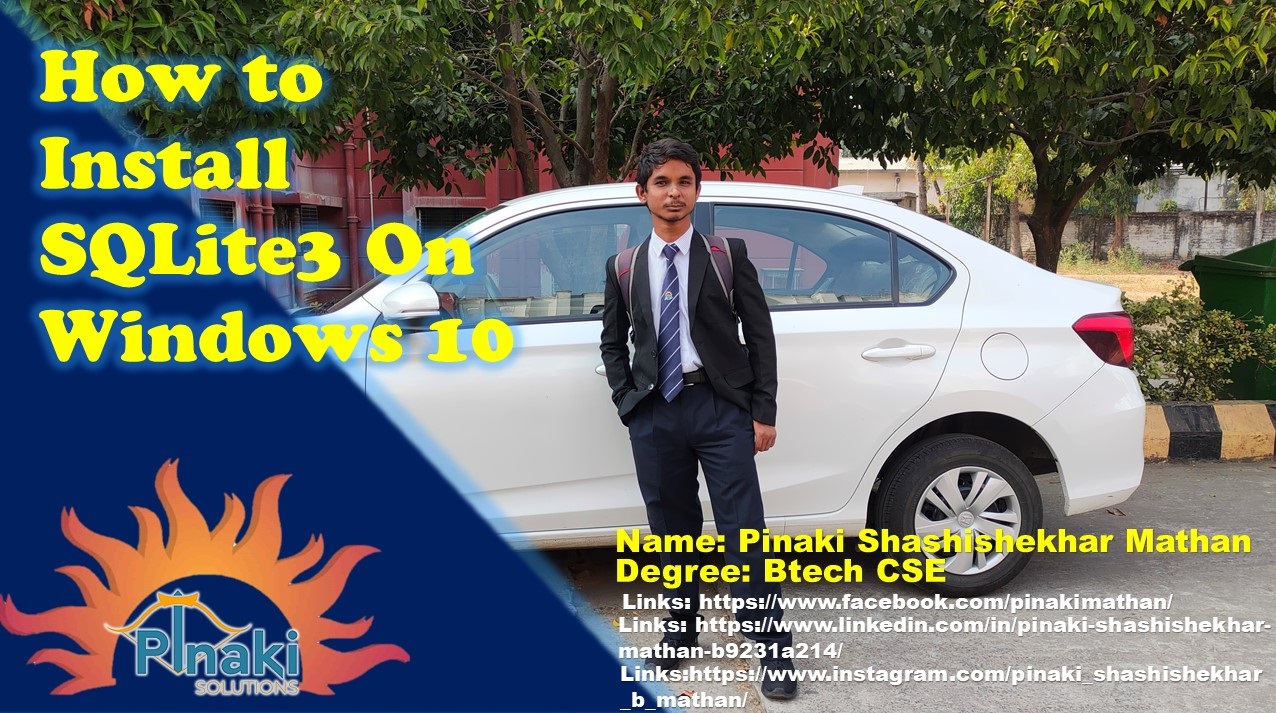 How to
Install
SQLite3 On
Windows 10
Pinaki
SOLUTIONS
Name: Pinaki Shashishekhar Mathan
Degree: Btech CSE
Links: https://www.facebook.com/pinakimathan/
Links: https://www.linkedin.com/in/pinaki-shashishekhar-
mathan-b9231a214/
Links:https://www.instagram.com/pinaki_shashishekhar
_b_mathan/